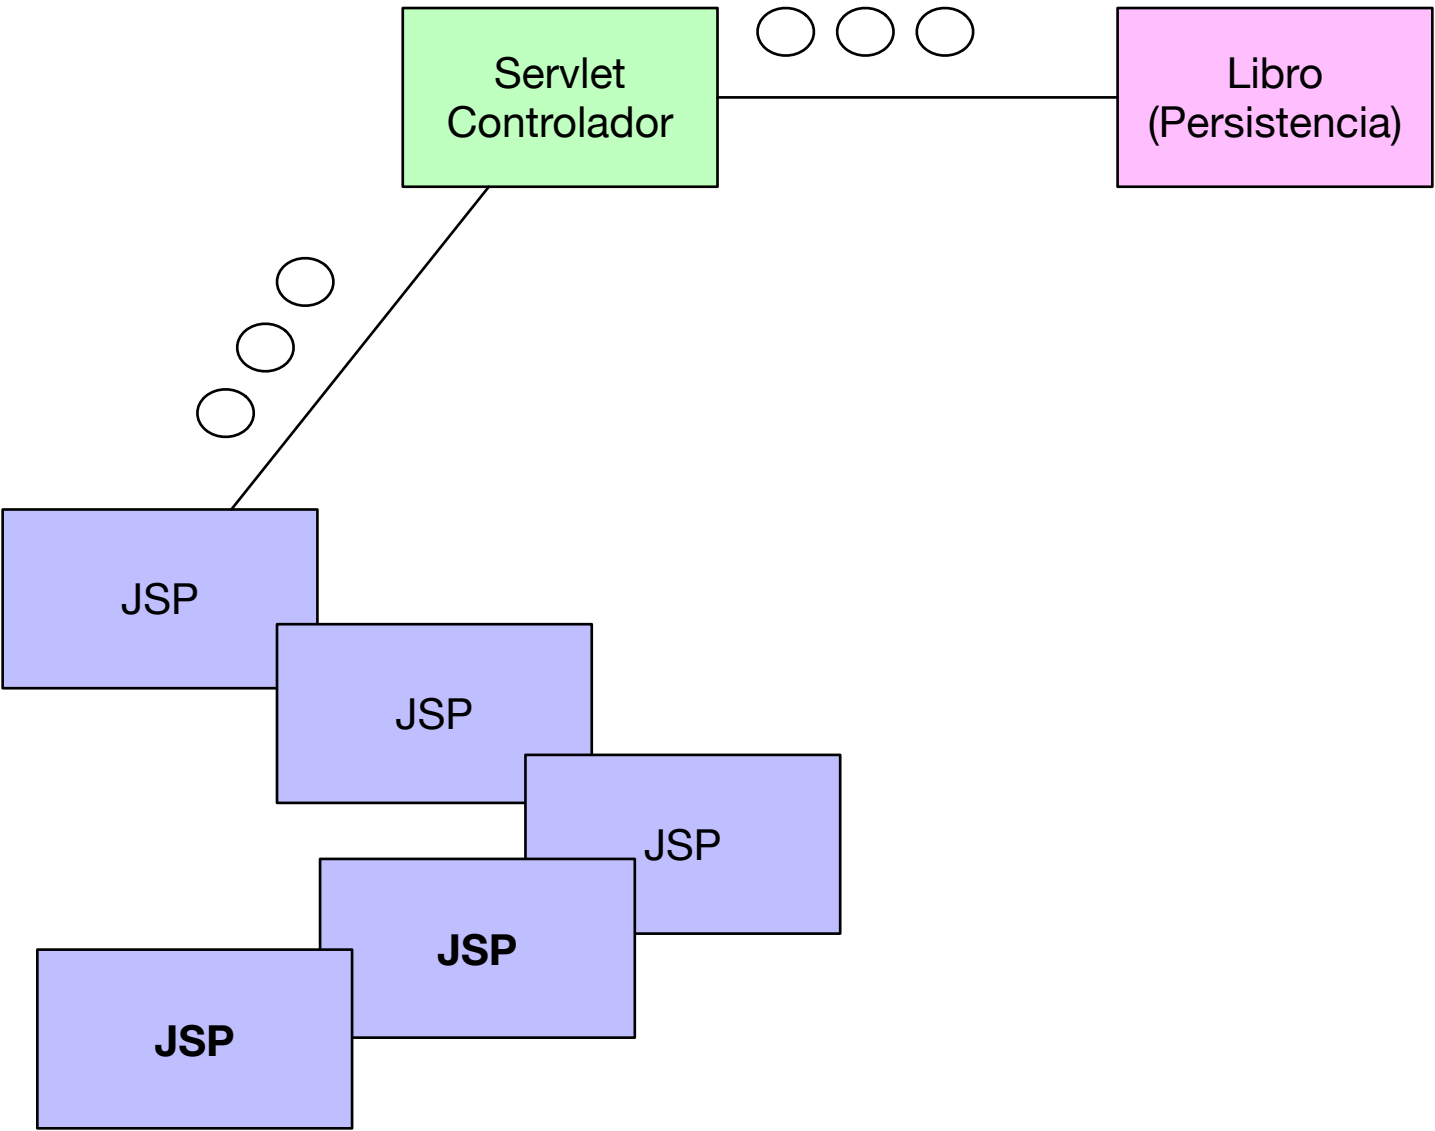 Servlet
Controlador
Libro
(Persistencia)
JSP
JSP
JSP
JSP
JSP